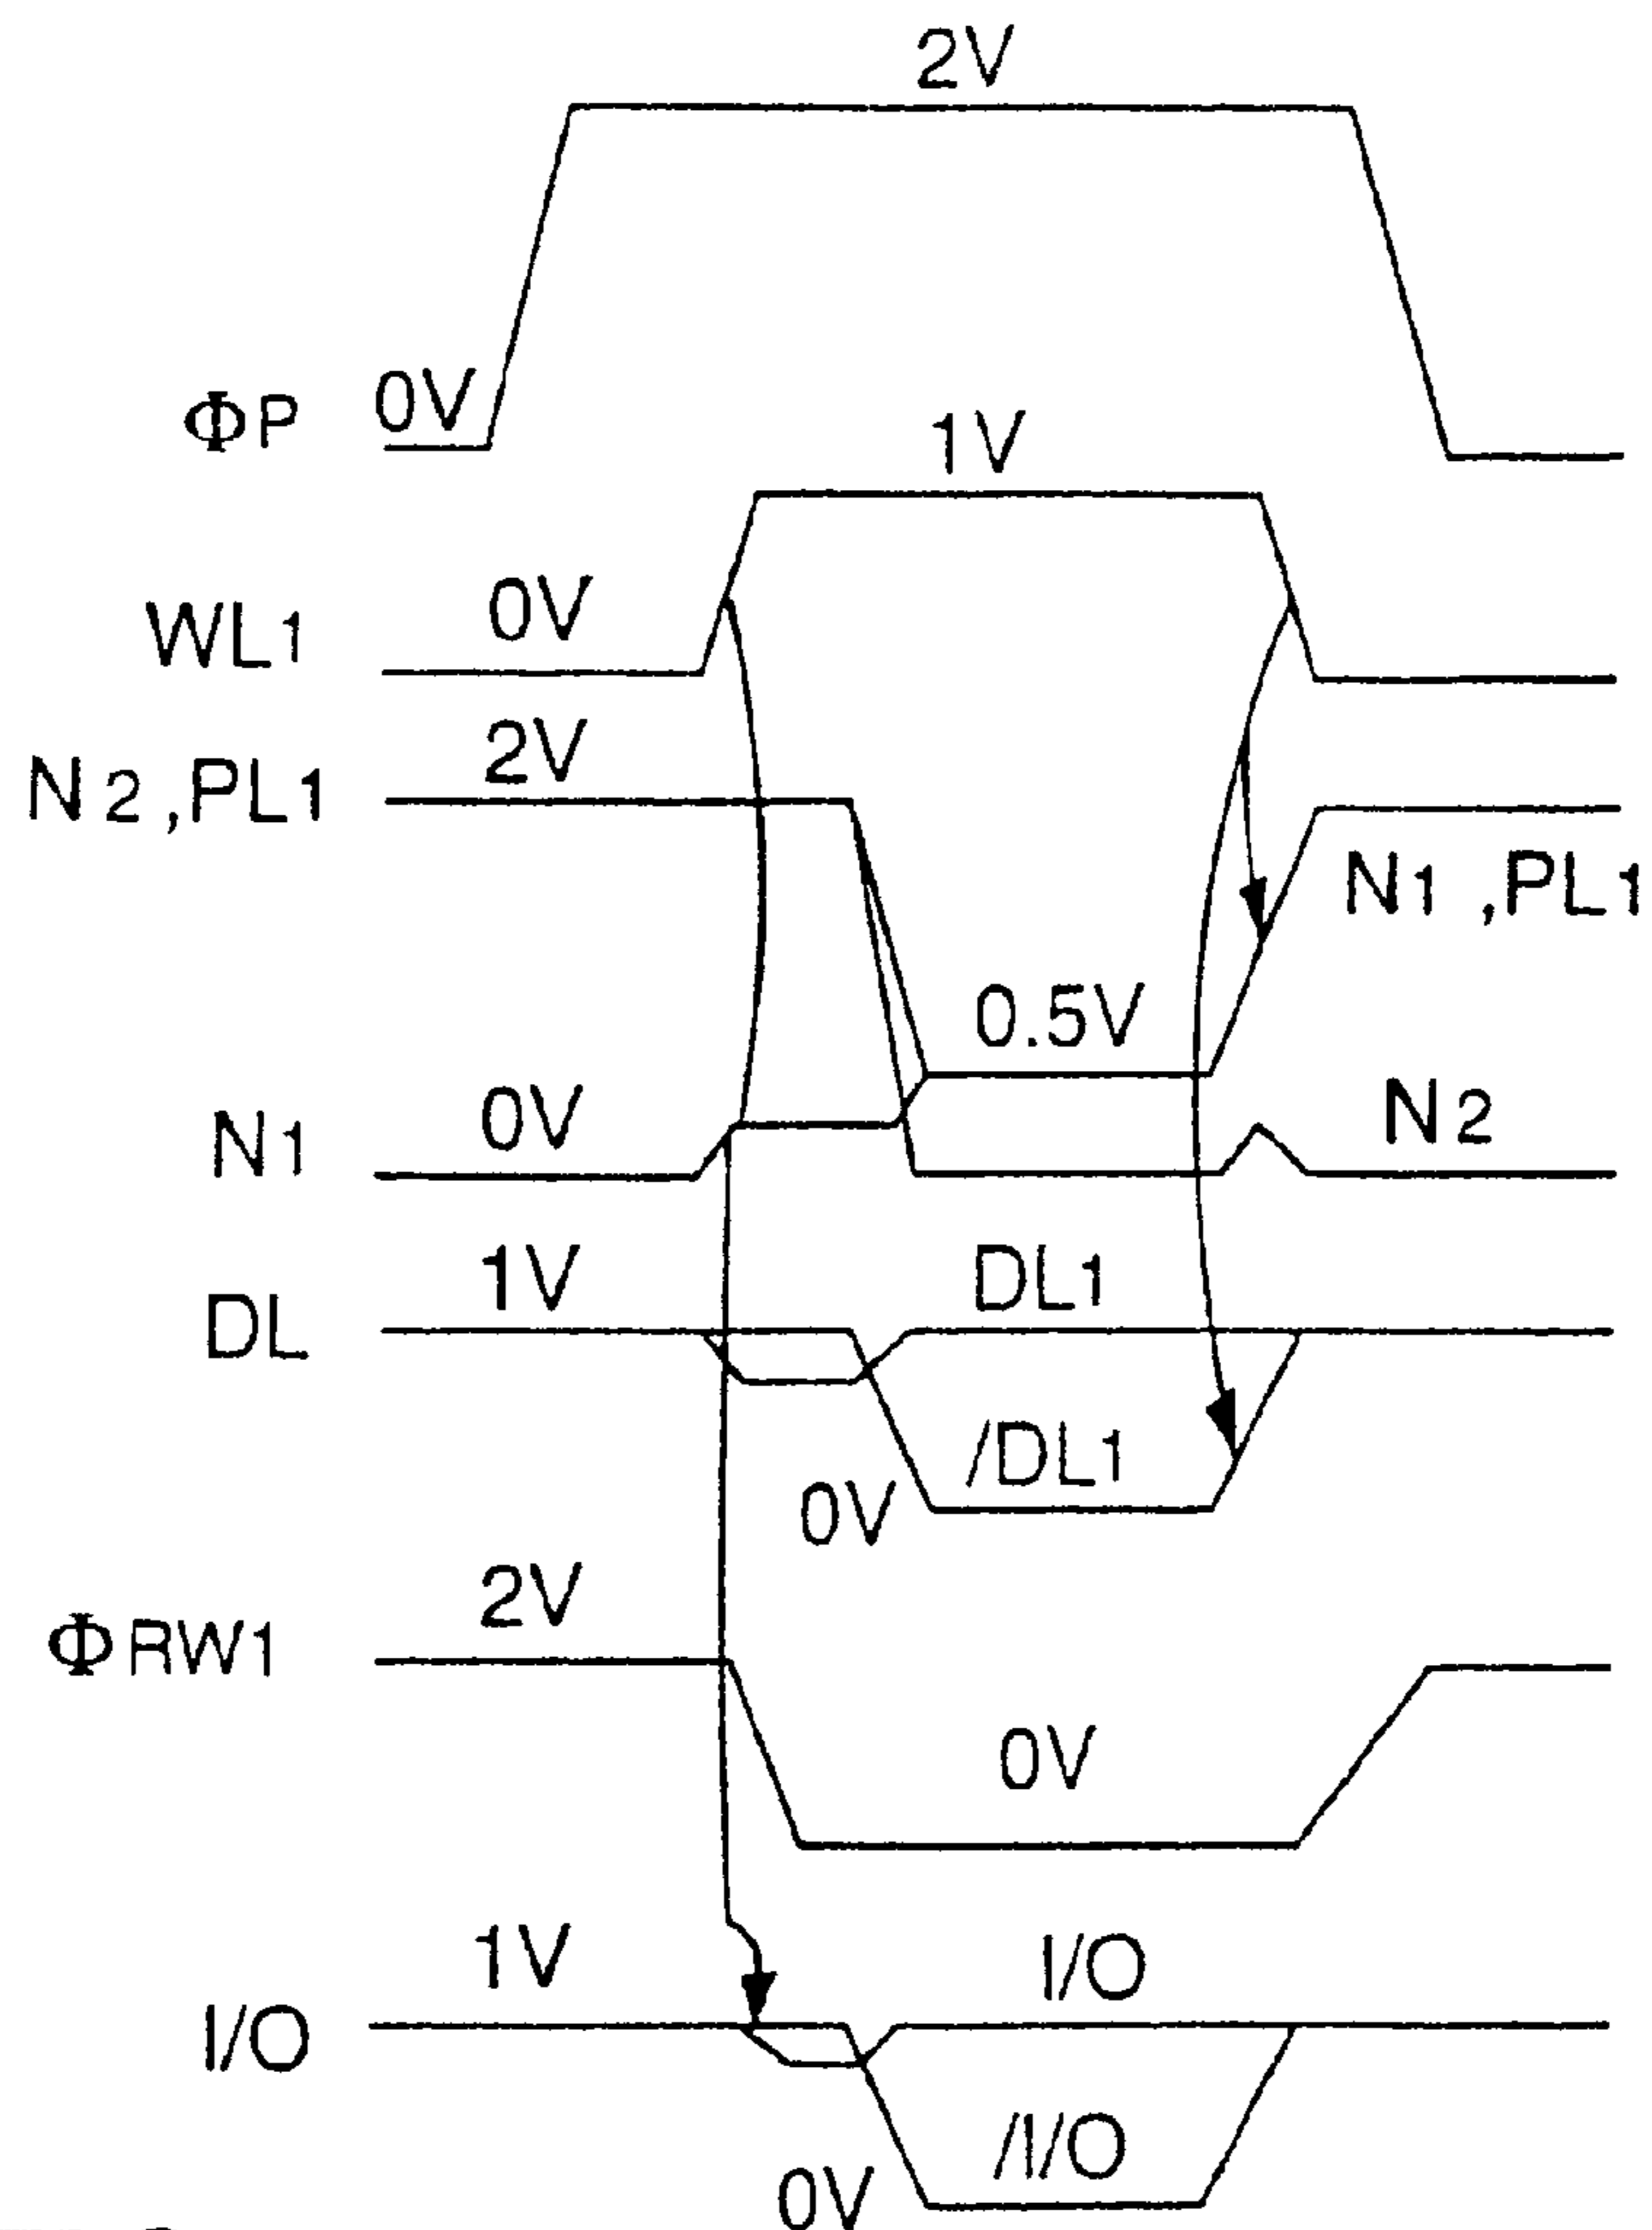 2V
ΦP 0V
1V
WL1 0V
N2,PL1 2V
N1,PL1
0.5V
N1 0V N2
DL 1V DL1
/DL1
0V
2V
ΦRW1
0V
1V I/O
I/O
/I/O
0V